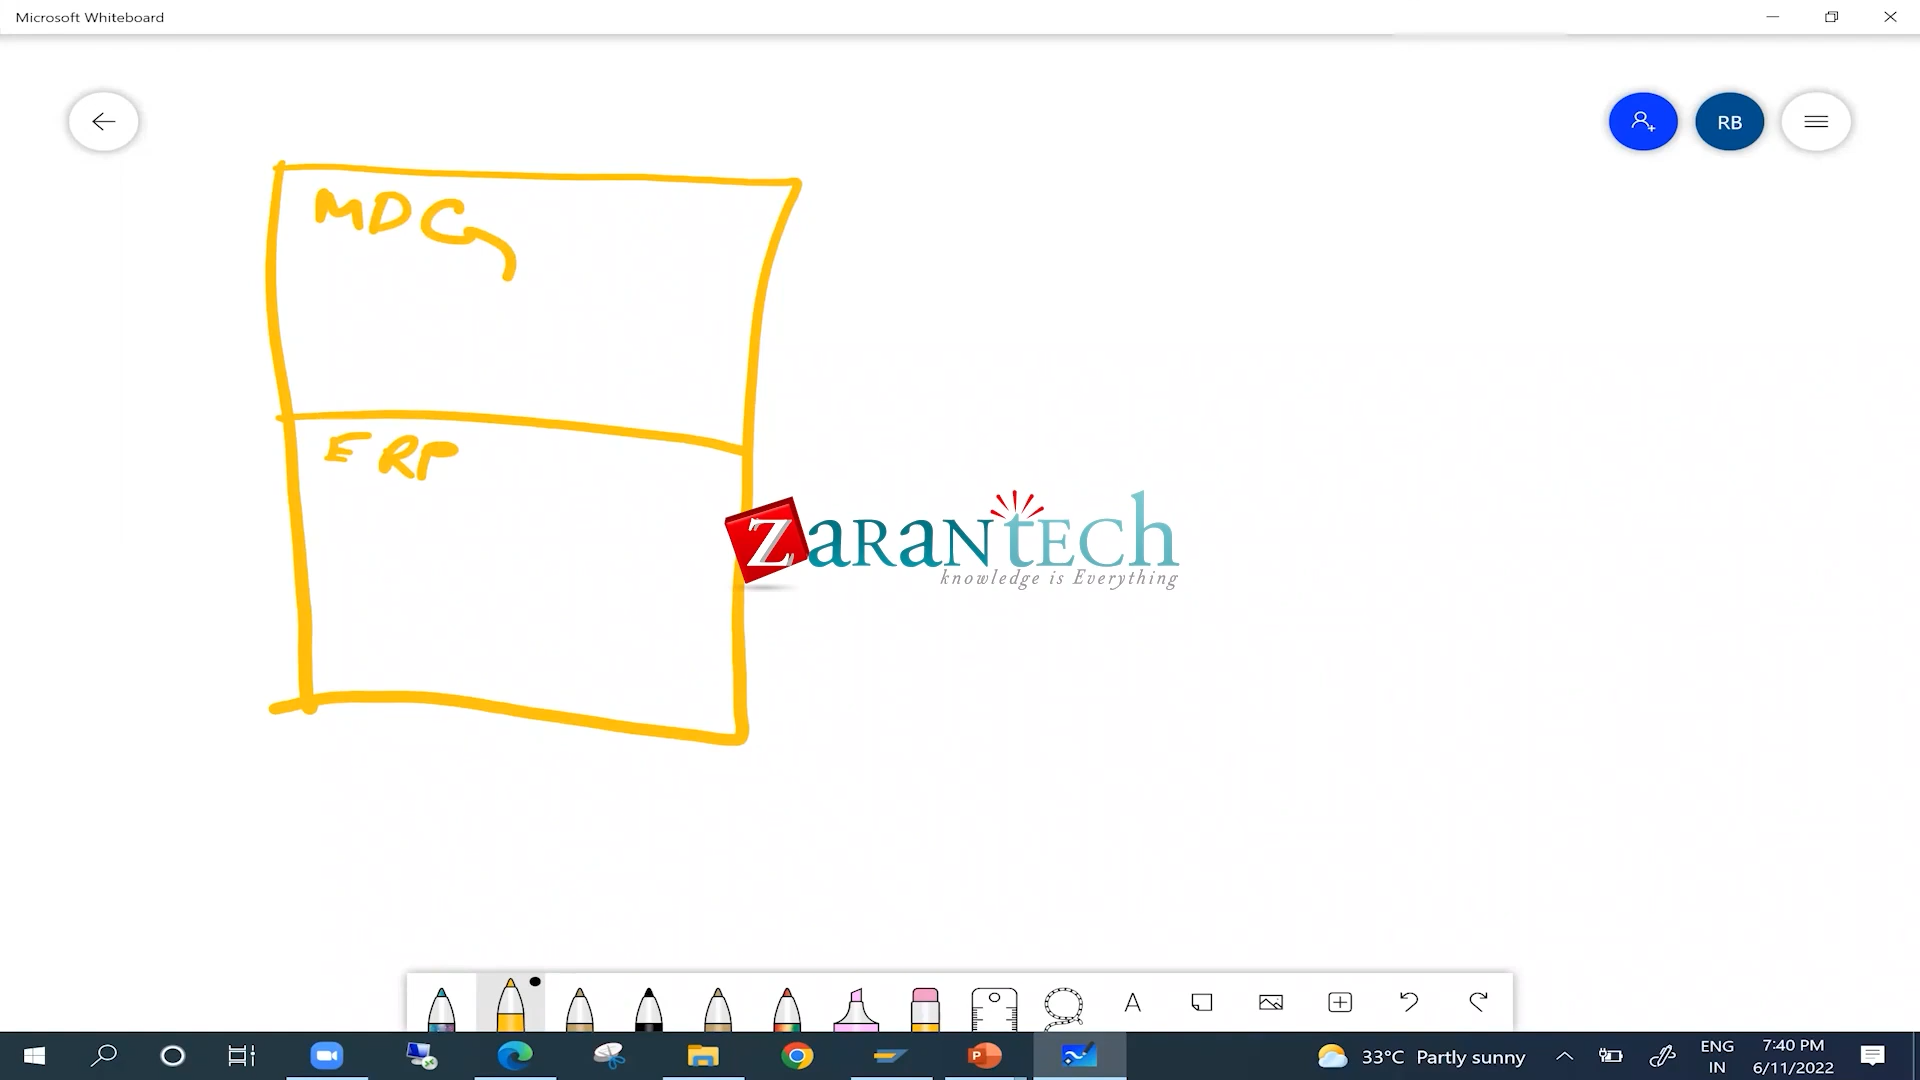 Microsoft Whiteboard
RB
MDG
ERP
ZaranTech
knowledge is Everything
A
33°C Partly sunny
ENG
IN
7:40 PM
6/11/2022